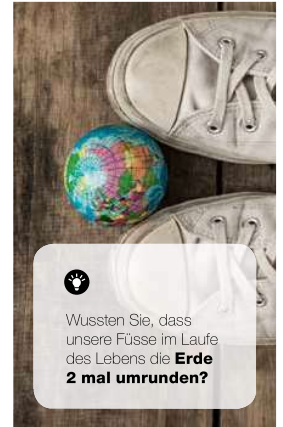 Wussten Sie, dass
unsere Füsse im Laufe
des Lebens die Erde
2 mal umrunden?